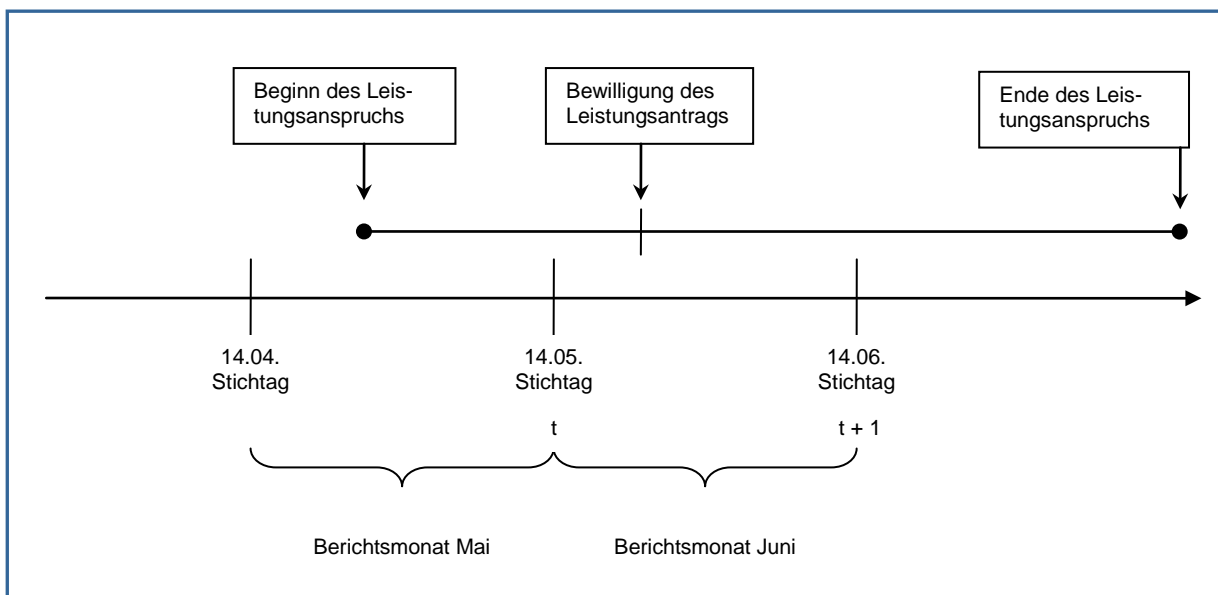 Beginn des Leis-
tungsanspruchs
Bewilligung des
Leistungsantrags
Ende des Leis-
tungsanspruchs
14.04.
Stichtag
14.05.
Stichtag
14.06.
Stichtag
t
t + 1
Berichtsmonat Mai
Berichtsmonat Juni